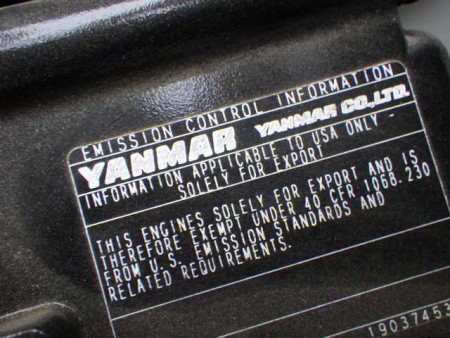 EMISSION CONTROL INFORMATION
YANMAR YANMAR CO.,LTD.
INFORMATION APPLICABLE TO USA ONLY -
SOLELY FOR EXPORT
THIS ENGINES SOLELY FOR EXPORT AND IS
THEREFORE EXEMPT UNDER 40 CFR 1068.230
FROM U.S. EMISSION STANDARDS AND
RELATED REQUIREMENTS.
19037453